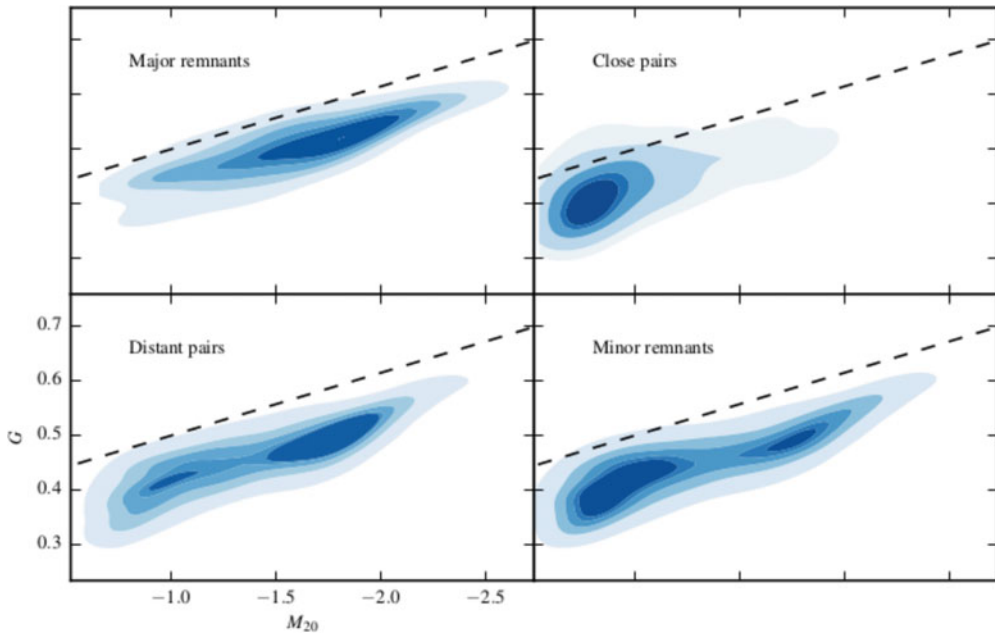 Major remnants
Close pairs
Distant pairs
Minor remnants
0.7
0.6
0.5
0.4
0.3
G
−1.0 −1.5 −2.0 −2.5
M20